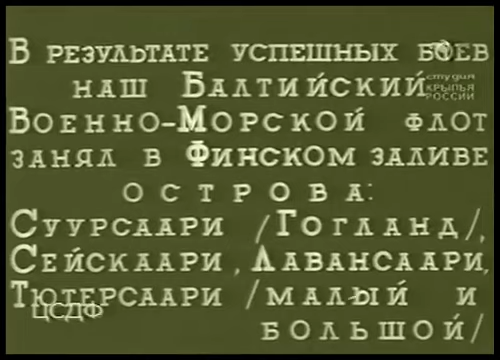 В РЕЗУЛЬТАТЕ УСПЕШНЫХ БОЕВ
НАШ БАЛТИЙСКИЙ
СТУДИЯ
КРЫЛЬЯ
РОССИИ
ВОЕННО-МОРСКОЙ ФЛОТ
ЗАНЯЛ В ФИНСКОМ ЗАЛИВЕ
ОСТРОВА:
СУУРСААРИ /ГОГЛАНД/,
СЕЙСКААРИ, ЛАВАНСААРИ,
ТЮТЕРСААРИ /МАЛЫЙ И
ЦСДФ
БОЛЬШОЙ/